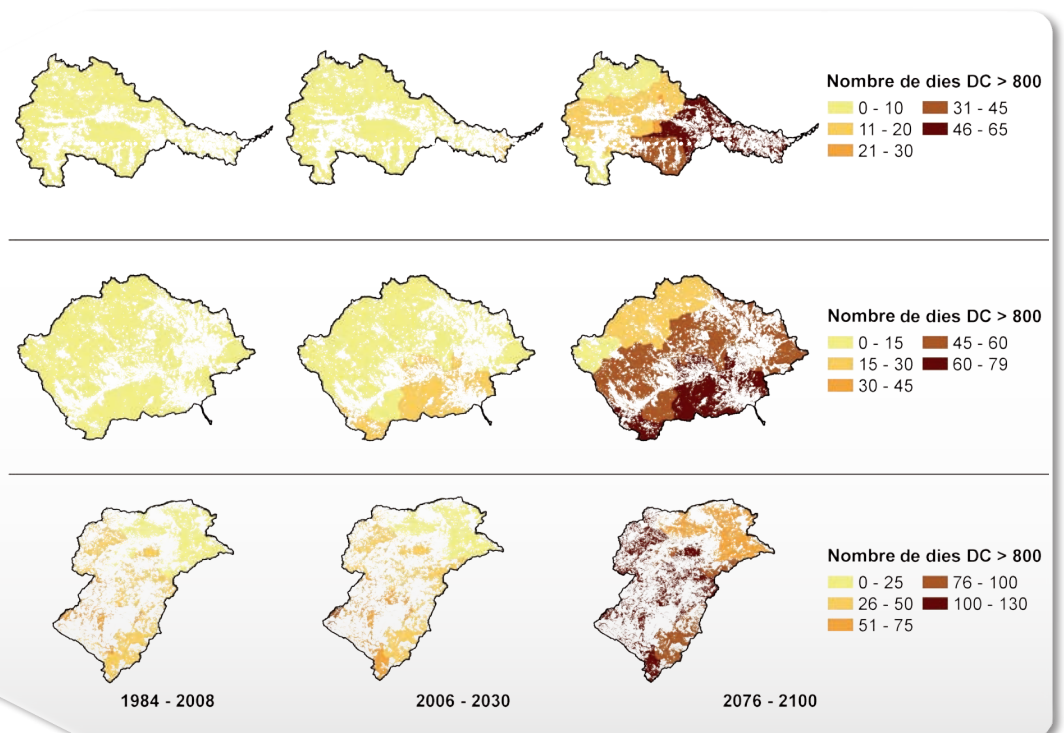 Nombre de dies DC > 800
0 - 10 31 - 45
11 - 20 46 - 65
21 - 30
Nombre de dies DC > 800
0 - 15 45 - 60
15 - 30 60 - 79
30 - 45
Nombre de dies DC > 800
0 - 25 76 - 100
26 - 50 100 - 130
51 - 75
1984 - 2008 2006 - 2030 2076 - 2100